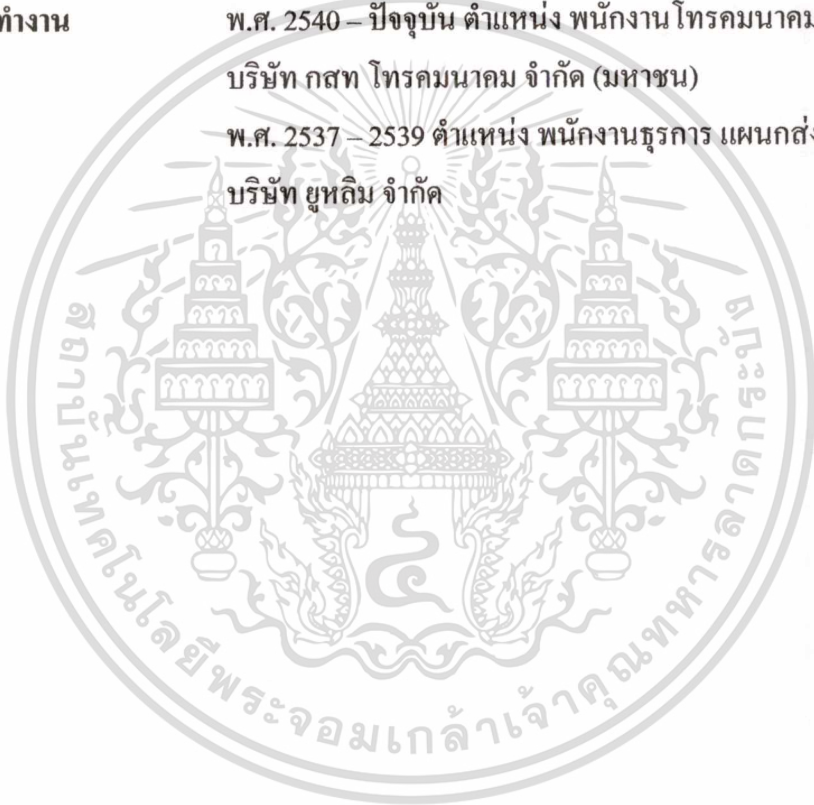 ทำงาน พ.ศ. 2540 – ปัจจุบัน ตำแหน่ง พนักงานโทรคมนาคม
บริษัท กสท โทรคมนาคม จำกัด (มหาชน)
พ.ศ. 2537 – 2539 ตำแหน่ง พนักงานธุรการ แผนกส่ง
บริษัท ยูหลิม จำกัด
สถาบันเทคโนโลยีพระจอมเกล้าเจ้าคุณทหารลาดกระบัง